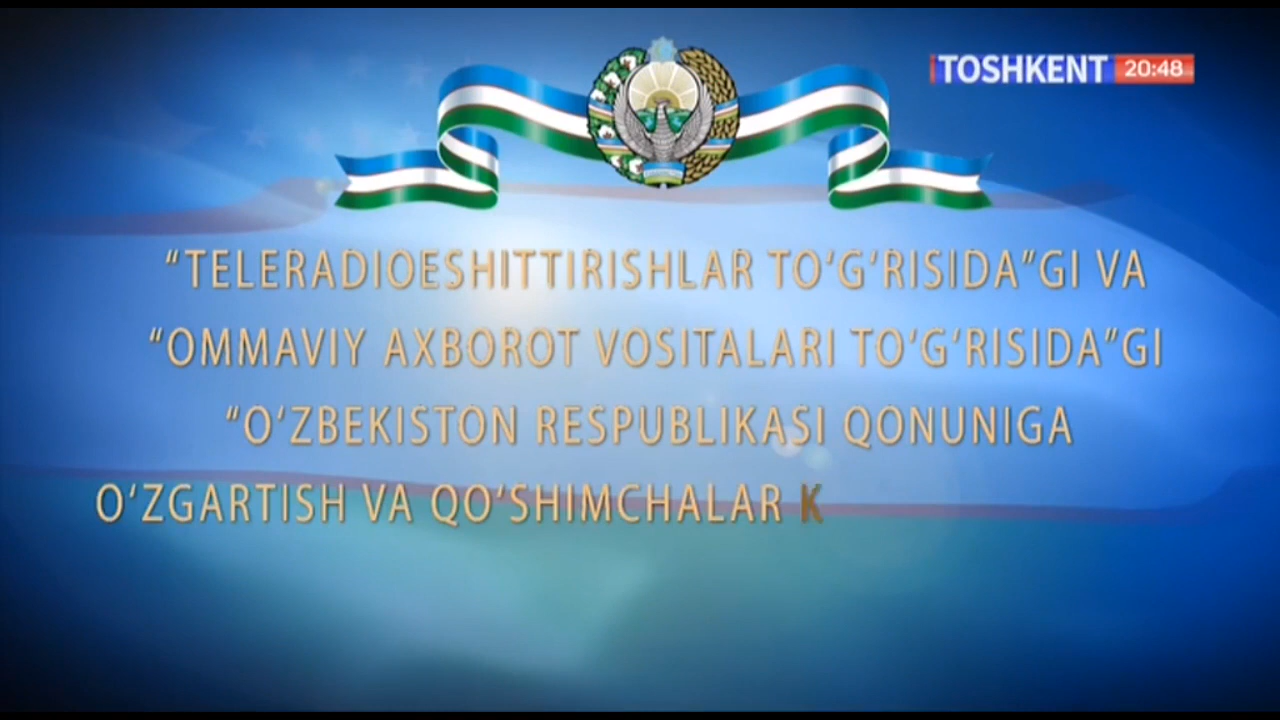 TOSHKENT 20:48
“TELERADIOESHITTIRISHLAR TO‘G‘RISIDA”GI VA
“OMMAVIY AXBOROT VOSITALARI TO‘G‘RISIDA”GI
“O‘ZBEKISTON RESPUBLIKASI QONUNIGA
O‘ZGARTISH VA QO‘SHIMCHALAR K